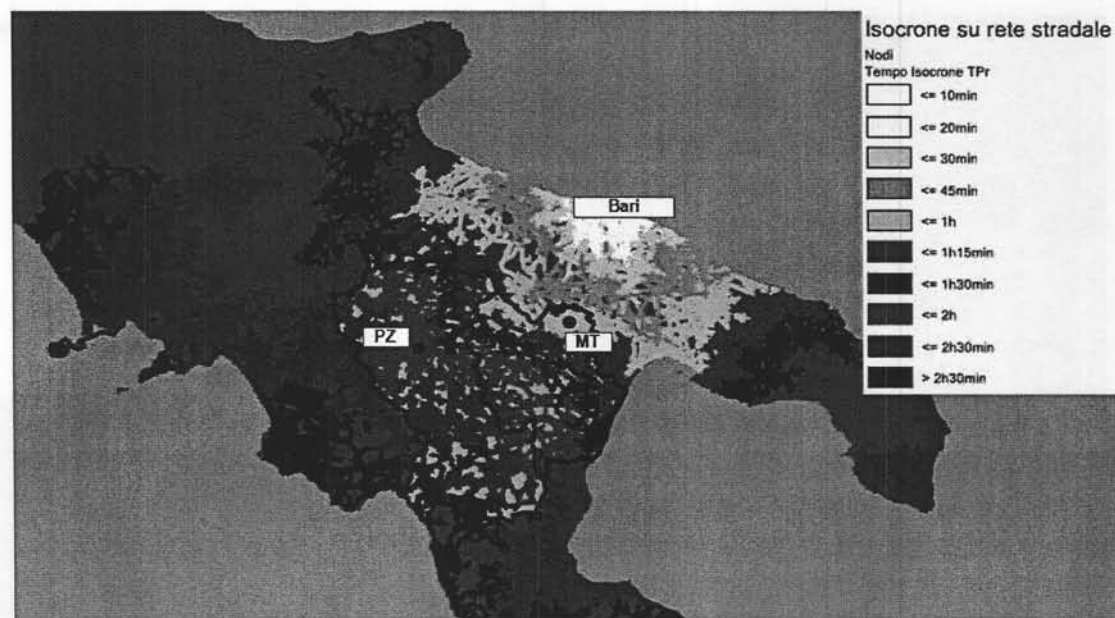 Isocrone su rete stradale
Nodi
Tempo Isocrone TPr
<= 10min
<= 20min
<= 30min
<= 45min
<= 1h
<= 1h15min
<= 1h30min
<= 2h
<= 2h30min
> 2h30min
Bari
PZ
MT